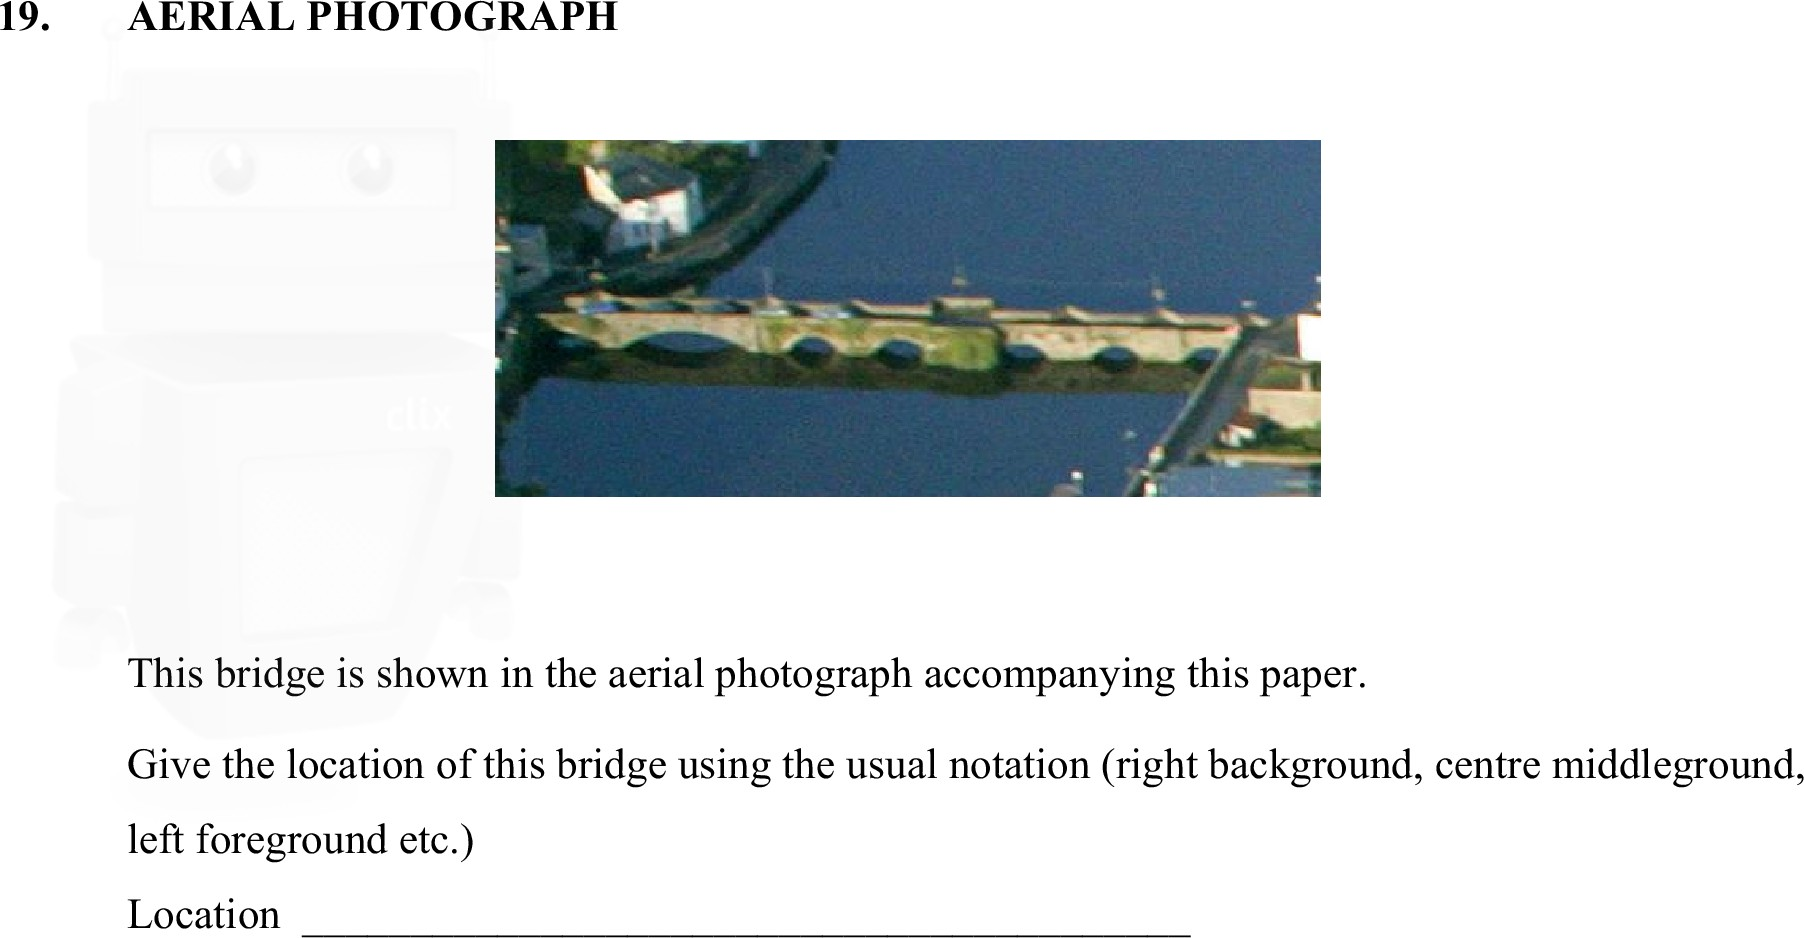 19. AERIAL PHOTOGRAPH
clix
This bridge is shown in the aerial photograph accompanying this paper.
Give the location of this bridge using the usual notation (right background, centre middleground,
left foreground etc.)
Location